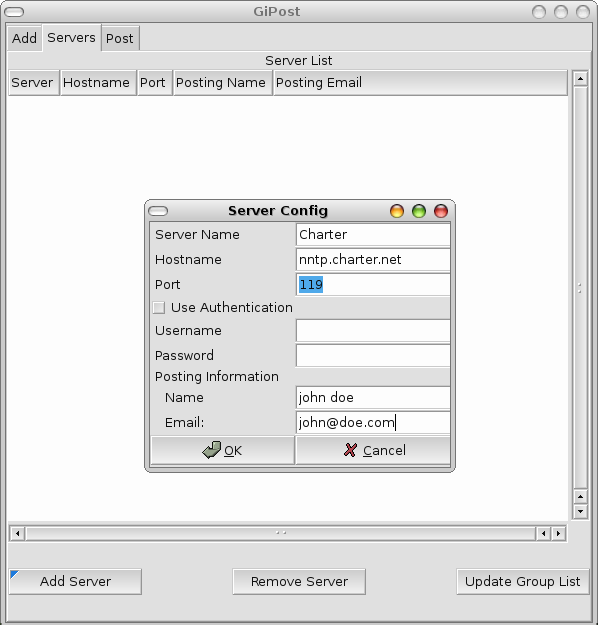 GiPost
Add Servers Post
Server List
Server Hostname Port Posting Name Posting Email
Server Config
Server Name Charter
Hostname nntp.charter.net
Port 119
Use Authentication
Username
Password
Posting Information
Name john doe
Email: john@doe.com
OK Cancel
Add Server Remove Server Update Group List